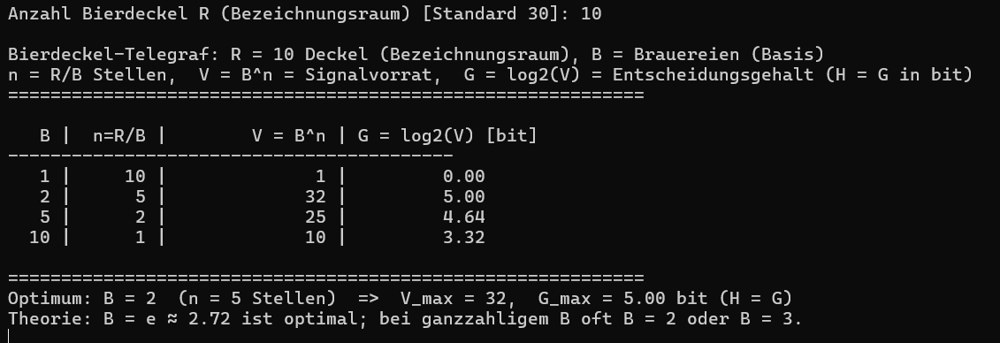 Anzahl Bierdeckel R (Bezeichnungsraum) [Standard 30]: 10
Bierdeckel-Telegraf: R = 10 Deckel (Bezeichnungsraum), B = Brauereien (Basis)
n = R/B Stellen,  V = B^n = Signalvorrat,  G = log2(V) = Entscheidungsgehalt (H = G in bit)
============================================================
   B |  n=R/B |        V = B^n | G = log2(V) [bit]
------------------------------------------
   1 |     10 |              1 |         0.00
   2 |      5 |             32 |         5.00
   5 |      2 |             25 |         4.64
  10 |      1 |             10 |         3.32
============================================================
Optimum: B = 2  (n = 5 Stellen)  =>  V_max = 32,  G_max = 5.00 bit (H = G)
Theorie: B = e ≈ 2.72 ist optimal; bei ganzzahligem B oft B = 2 oder B = 3.